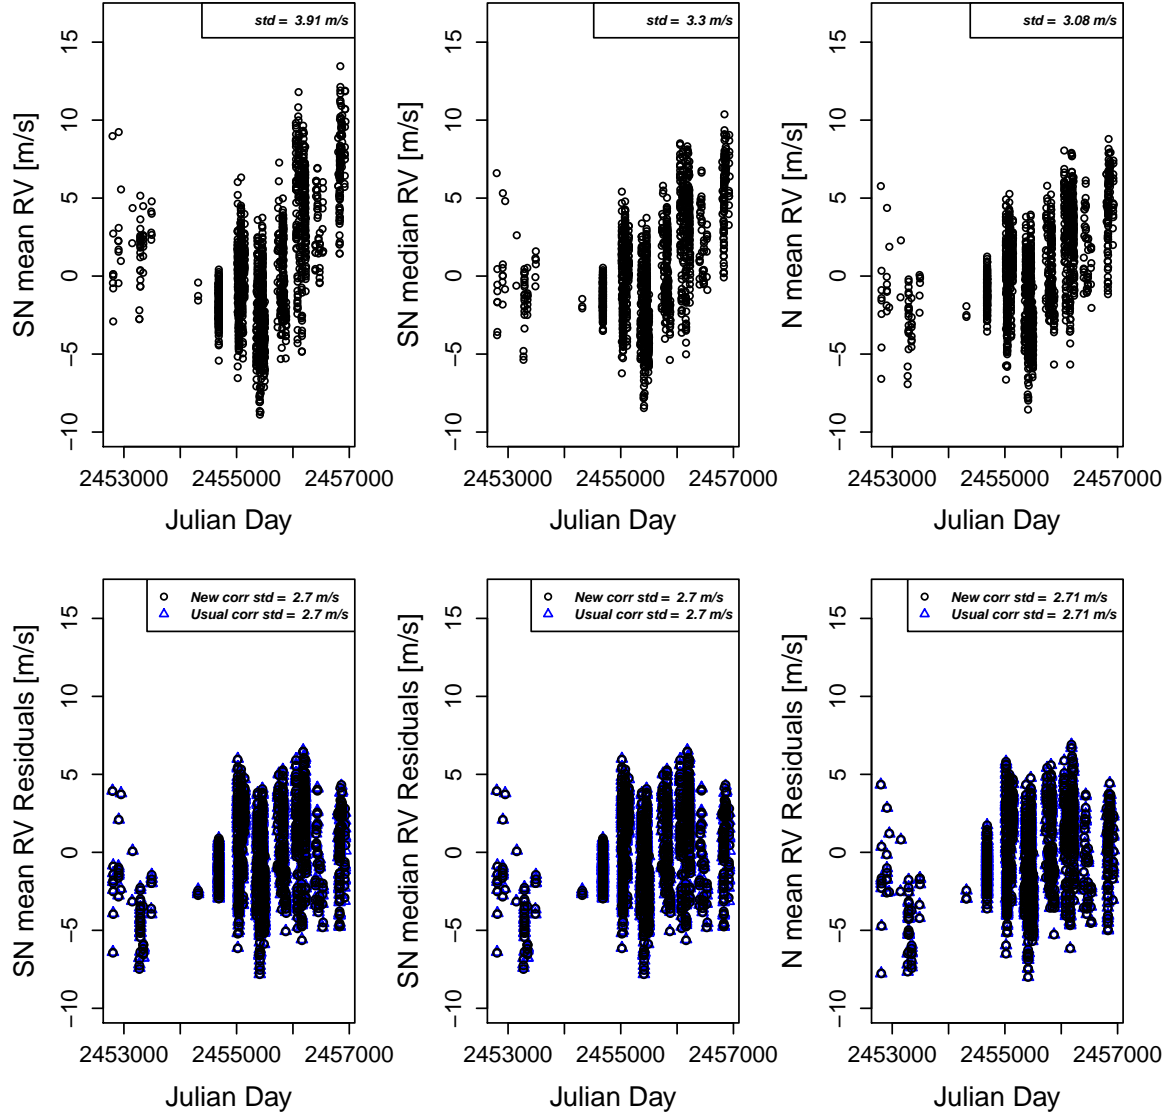 std = 3.91 m/s
SN mean RV [m/s]
15
10
5
0
−5
−10
2453000
2455000
2457000
Julian Day
std = 3.3 m/s
SN median RV [m/s]
15
10
5
0
−5
−10
2453000
2455000
2457000
Julian Day
std = 3.08 m/s
N mean RV [m/s]
15
10
5
0
−5
−10
2453000
2455000
2457000
Julian Day
New corr std = 2.7 m/s
Usual corr std = 2.7 m/s
SN mean RV Residuals [m/s]
15
10
5
0
−5
−10
2453000
2455000
2457000
Julian Day
New corr std = 2.7 m/s
Usual corr std = 2.7 m/s
SN median RV Residuals [m/s]
15
10
5
0
−5
−10
2453000
2455000
2457000
Julian Day
New corr std = 2.71 m/s
Usual corr std = 2.71 m/s
N mean RV Residuals [m/s]
15
10
5
0
−5
−10
2453000
2455000
2457000
Julian Day